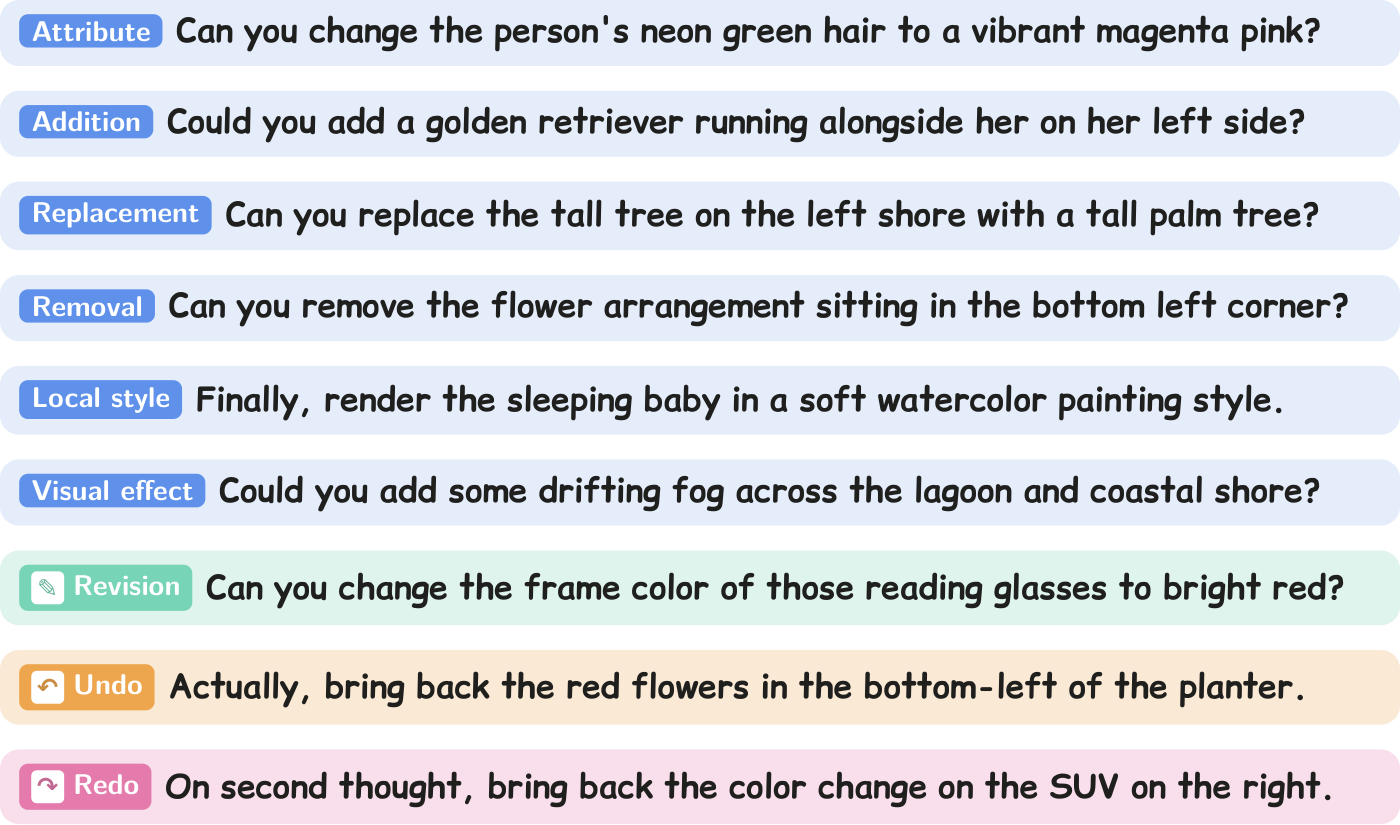 Attribute Can you change the person's neon green hair to a vibrant magenta pink?
Addition Could you add a golden retriever running alongside her on her left side?
Replacement Can you replace the tall tree on the left shore with a tall palm tree?
Removal Can you remove the flower arrangement sitting in the bottom left corner?
Local style Finally, render the sleeping baby in a soft watercolor painting style.
Visual effect Could you add some drifting fog across the lagoon and coastal shore?
✎ Revision Can you change the frame color of those reading glasses to bright red?
↶ Undo Actually, bring back the red flowers in the bottom-left of the planter.
↷ Redo On second thought, bring back the color change on the SUV on the right.